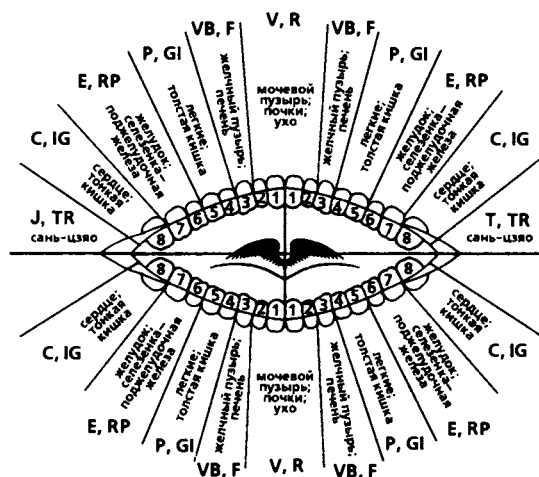 V, R
VB, F
VB, F
P, GI
P, GI
E, RP
E, RP
C, IG
C, IG
J, TR
сань-цзяо
T, TR
сань-цзяо
сердце;
тонкая
кишка
желудок;
селезенка–
поджелудочная
железа
легкие;
толстая кишка
желчный пузырь;
печень
мочевой
пузырь;
почки;
ухо
желчный пузырь;
печень
легкие;
толстая кишка
желудок;
селезенка–
поджелудочная
железа
сердце;
тонкая
кишка
8 7 6 5 4 3 2 1 1 2 3 4 5 6 7 8
8 7 6 5 4 3 2 1 1 2 3 4 5 6 7 8
сердце;
тонкая
кишка
желудок;
селезенка–
поджелудочная
железа
легкие;
толстая кишка
желчный пузырь;
печень
мочевой
пузырь;
почки;
ухо
желчный пузырь;
печень
легкие;
толстая кишка
желудок;
селезенка–
поджелудочная
железа
сердце;
тонкая
кишка
C, IG
C, IG
E, RP
E, RP
P, GI
P, GI
VB, F
V, R
VB, F